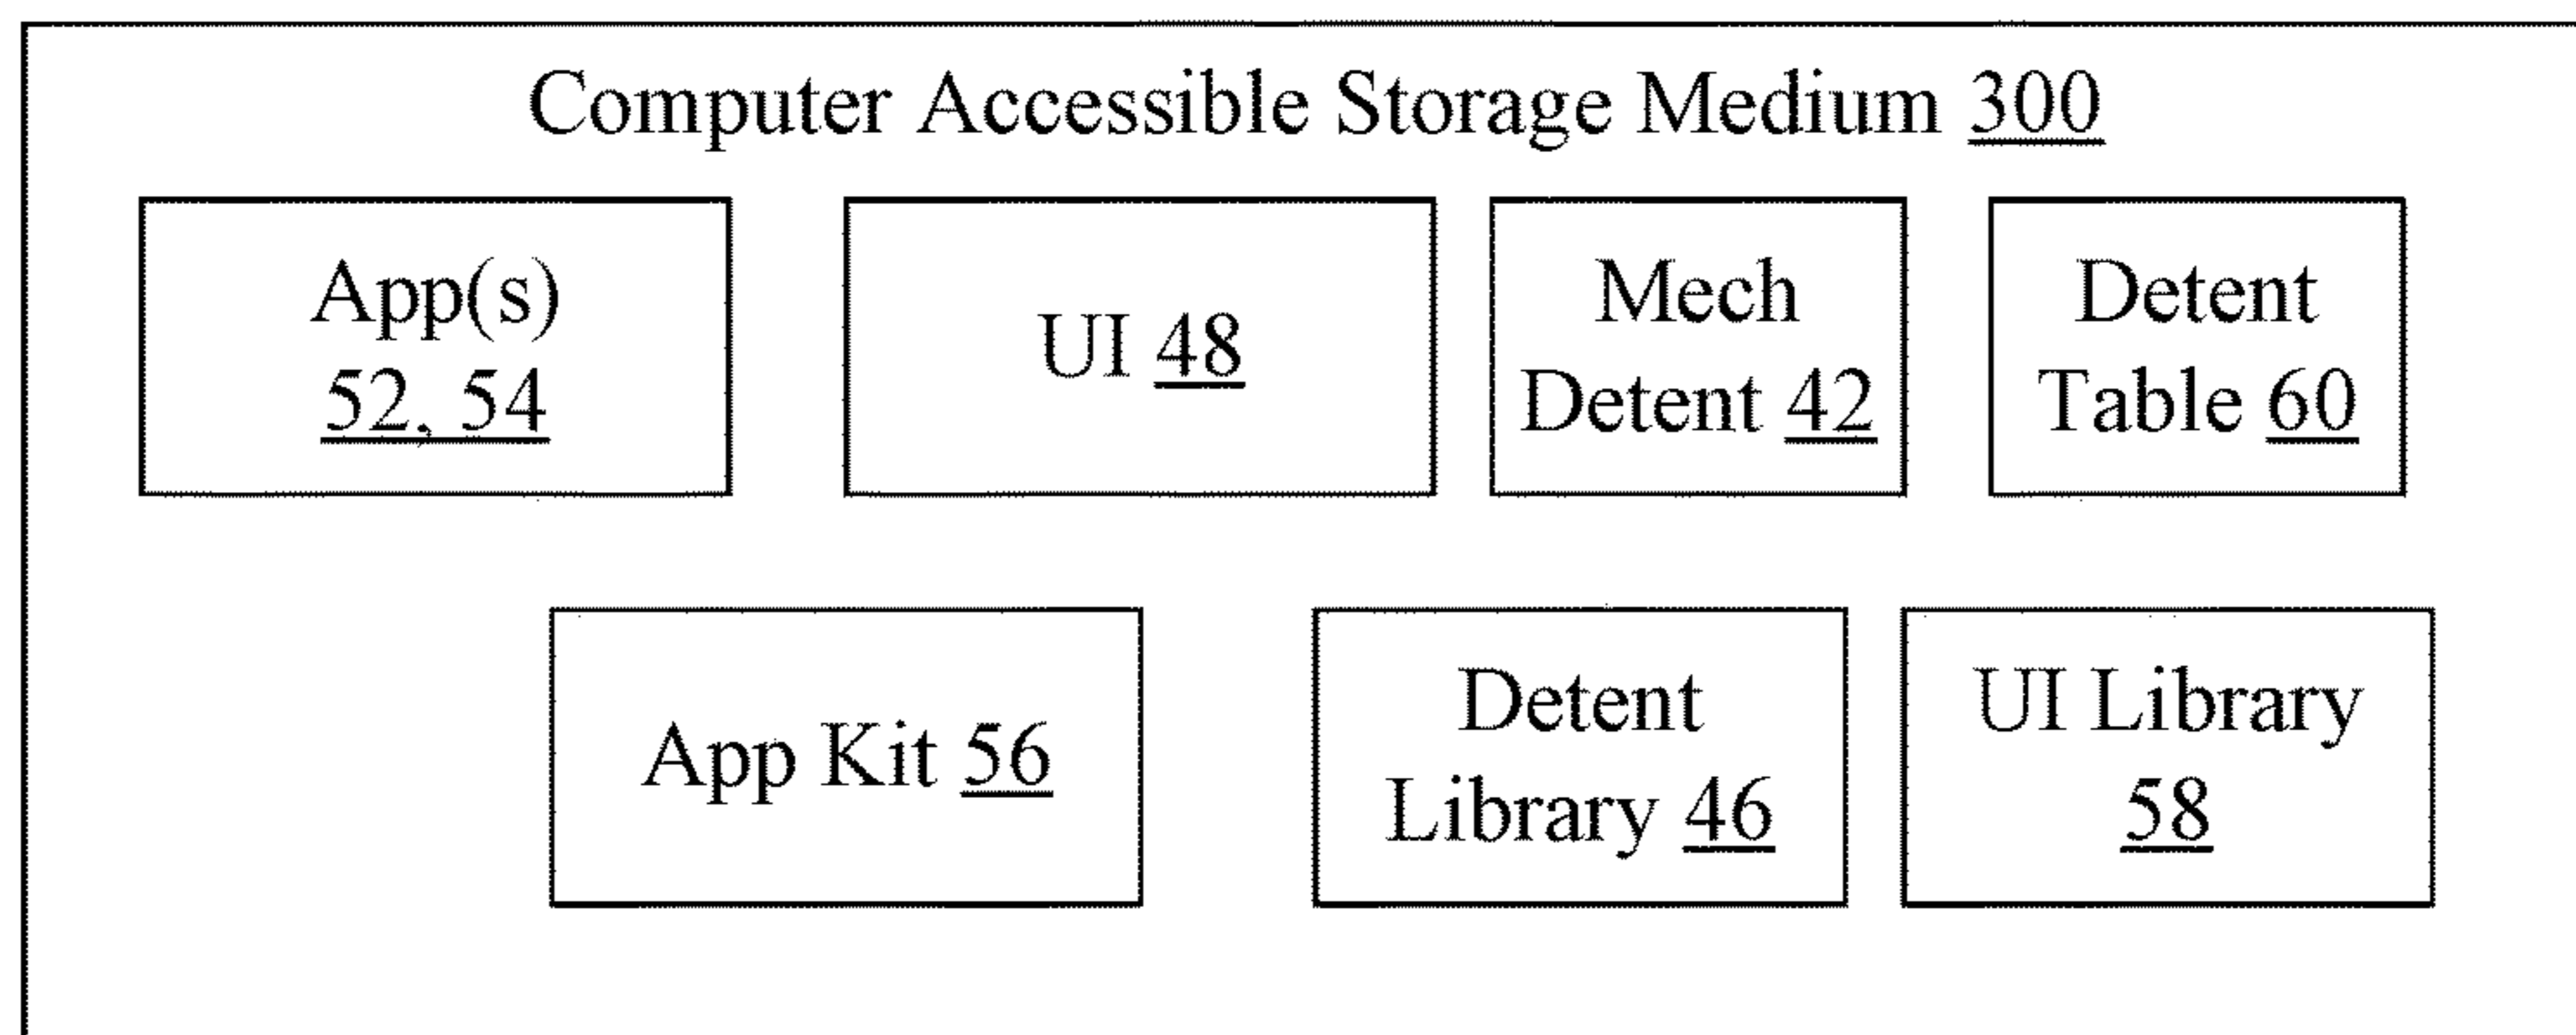 Computer Accessible Storage Medium 300
App(s)
52, 54
UI 48
Mech
Detent 42
Detent
Table 60
App Kit 56
Detent
Library 46
UI Library
58